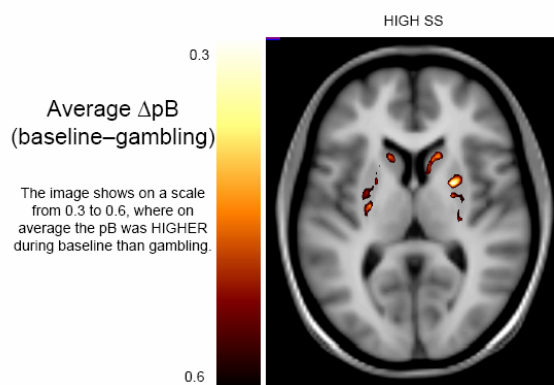 HIGH SS
0.3
Average ΔpB
(baseline–gambling)
The image shows on a scale
from 0.3 to 0.6, where on
average the pB was HIGHER
during baseline than gambling.
0.6